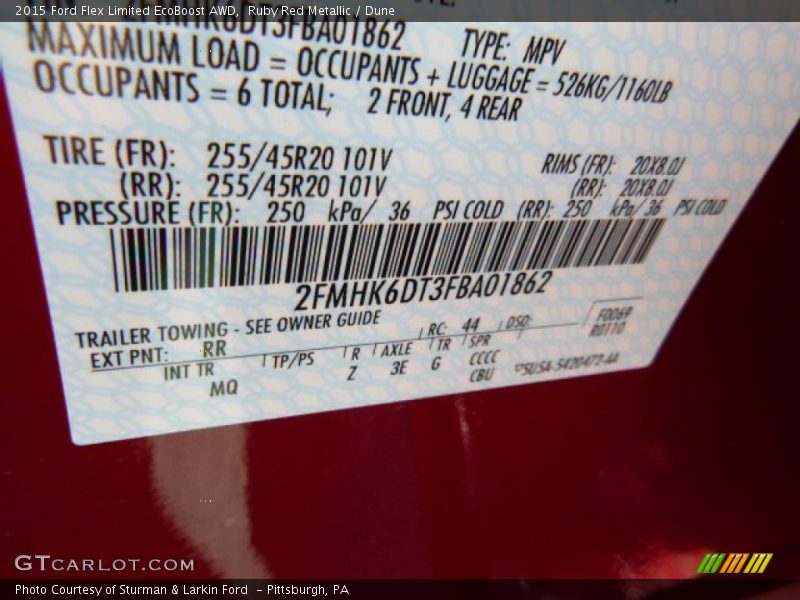 2015 Ford Flex Limited EcoBoost AWD, Ruby Red Metallic / Dune
2FMHK6DT3FBA01862
TYPE: MPV
MAXIMUM LOAD = OCCUPANTS + LUGGAGE = 526KG/1160LB
OCCUPANTS = 6 TOTAL; 2 FRONT, 4 REAR
TIRE (FR): 255/45R20 101V RIMS (FR): 20X8.0J
(RR): 255/45R20 101V (RR): 20X8.0J
PRESSURE (FR): 250 kPa/ 36 PSI COLD (RR): 250 kPa/ 36 PSI COLD
2FMHK6DT3FBA01862
TRAILER TOWING - SEE OWNER GUIDE
EXT PNT: RR RC: 44 DSO: F0069
R0110
INT TR TP/PS R AXLE TR SPR
MQ Z 3E G CCCC
CBU
GTCARLOT.COM
Photo Courtesy of Sturman & Larkin Ford - Pittsburgh, PA